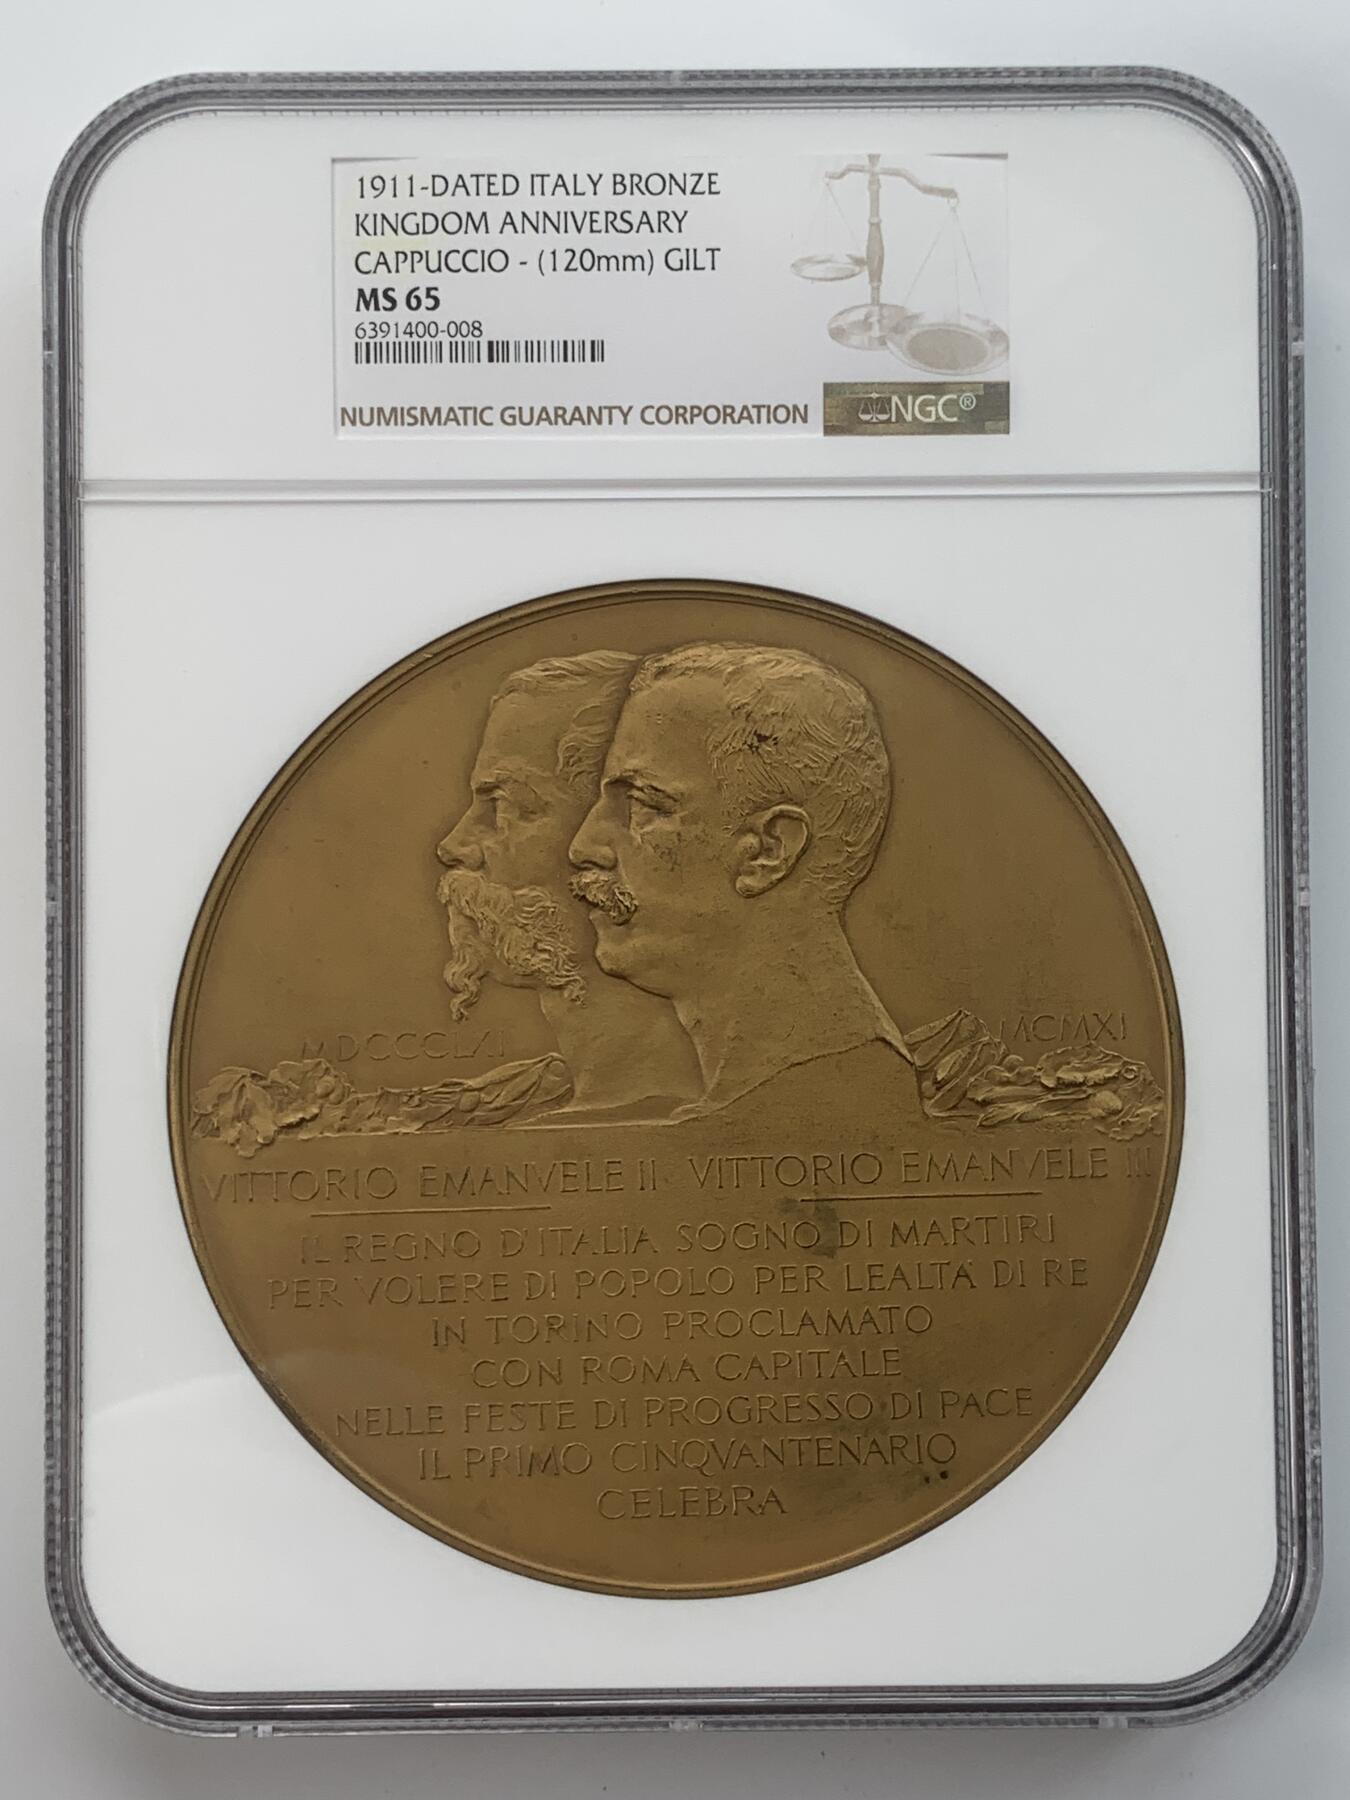 1911-DATED ITALY BRONZE
KINGDOM ANNIVERSARY
CAPPUCCIO - (120mm) GILT
MS 65
6391400-008
NUMISMATIC GUARANTY CORPORATION
NGC®
MDCCCLXI
MCMXI
VITTORIO EMANVELE II VITTORIO EMANVELE III
IL REGNO D'ITALIA SOGNO DI MARTIRI
PER VOLERE DI POPOLO PER LEALTA DI RE
IN TORINO PROCLAMATO
CON ROMA CAPITALE
NELLE FESTE DI PROGRESSO DI PACE
IL PRIMO CINQVANTENARIO
CELEBRA